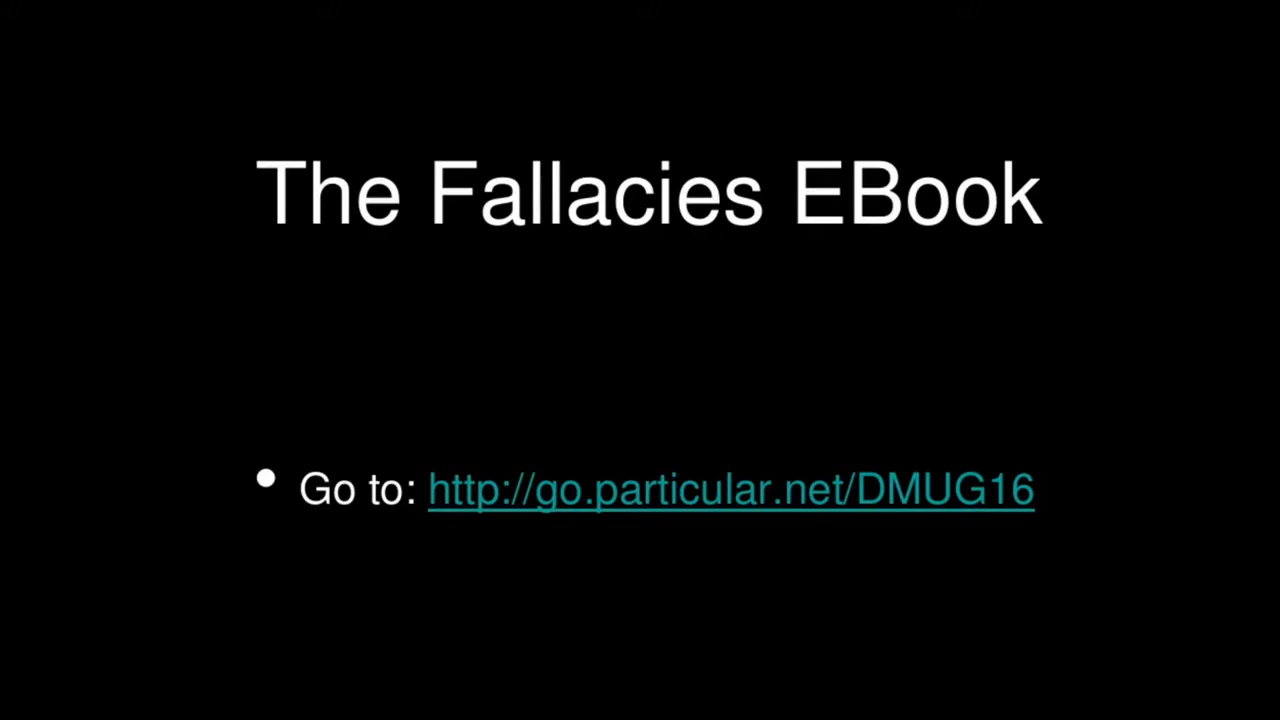 The Fallacies EBook
• Go to: http://go.particular.net/DMUG16